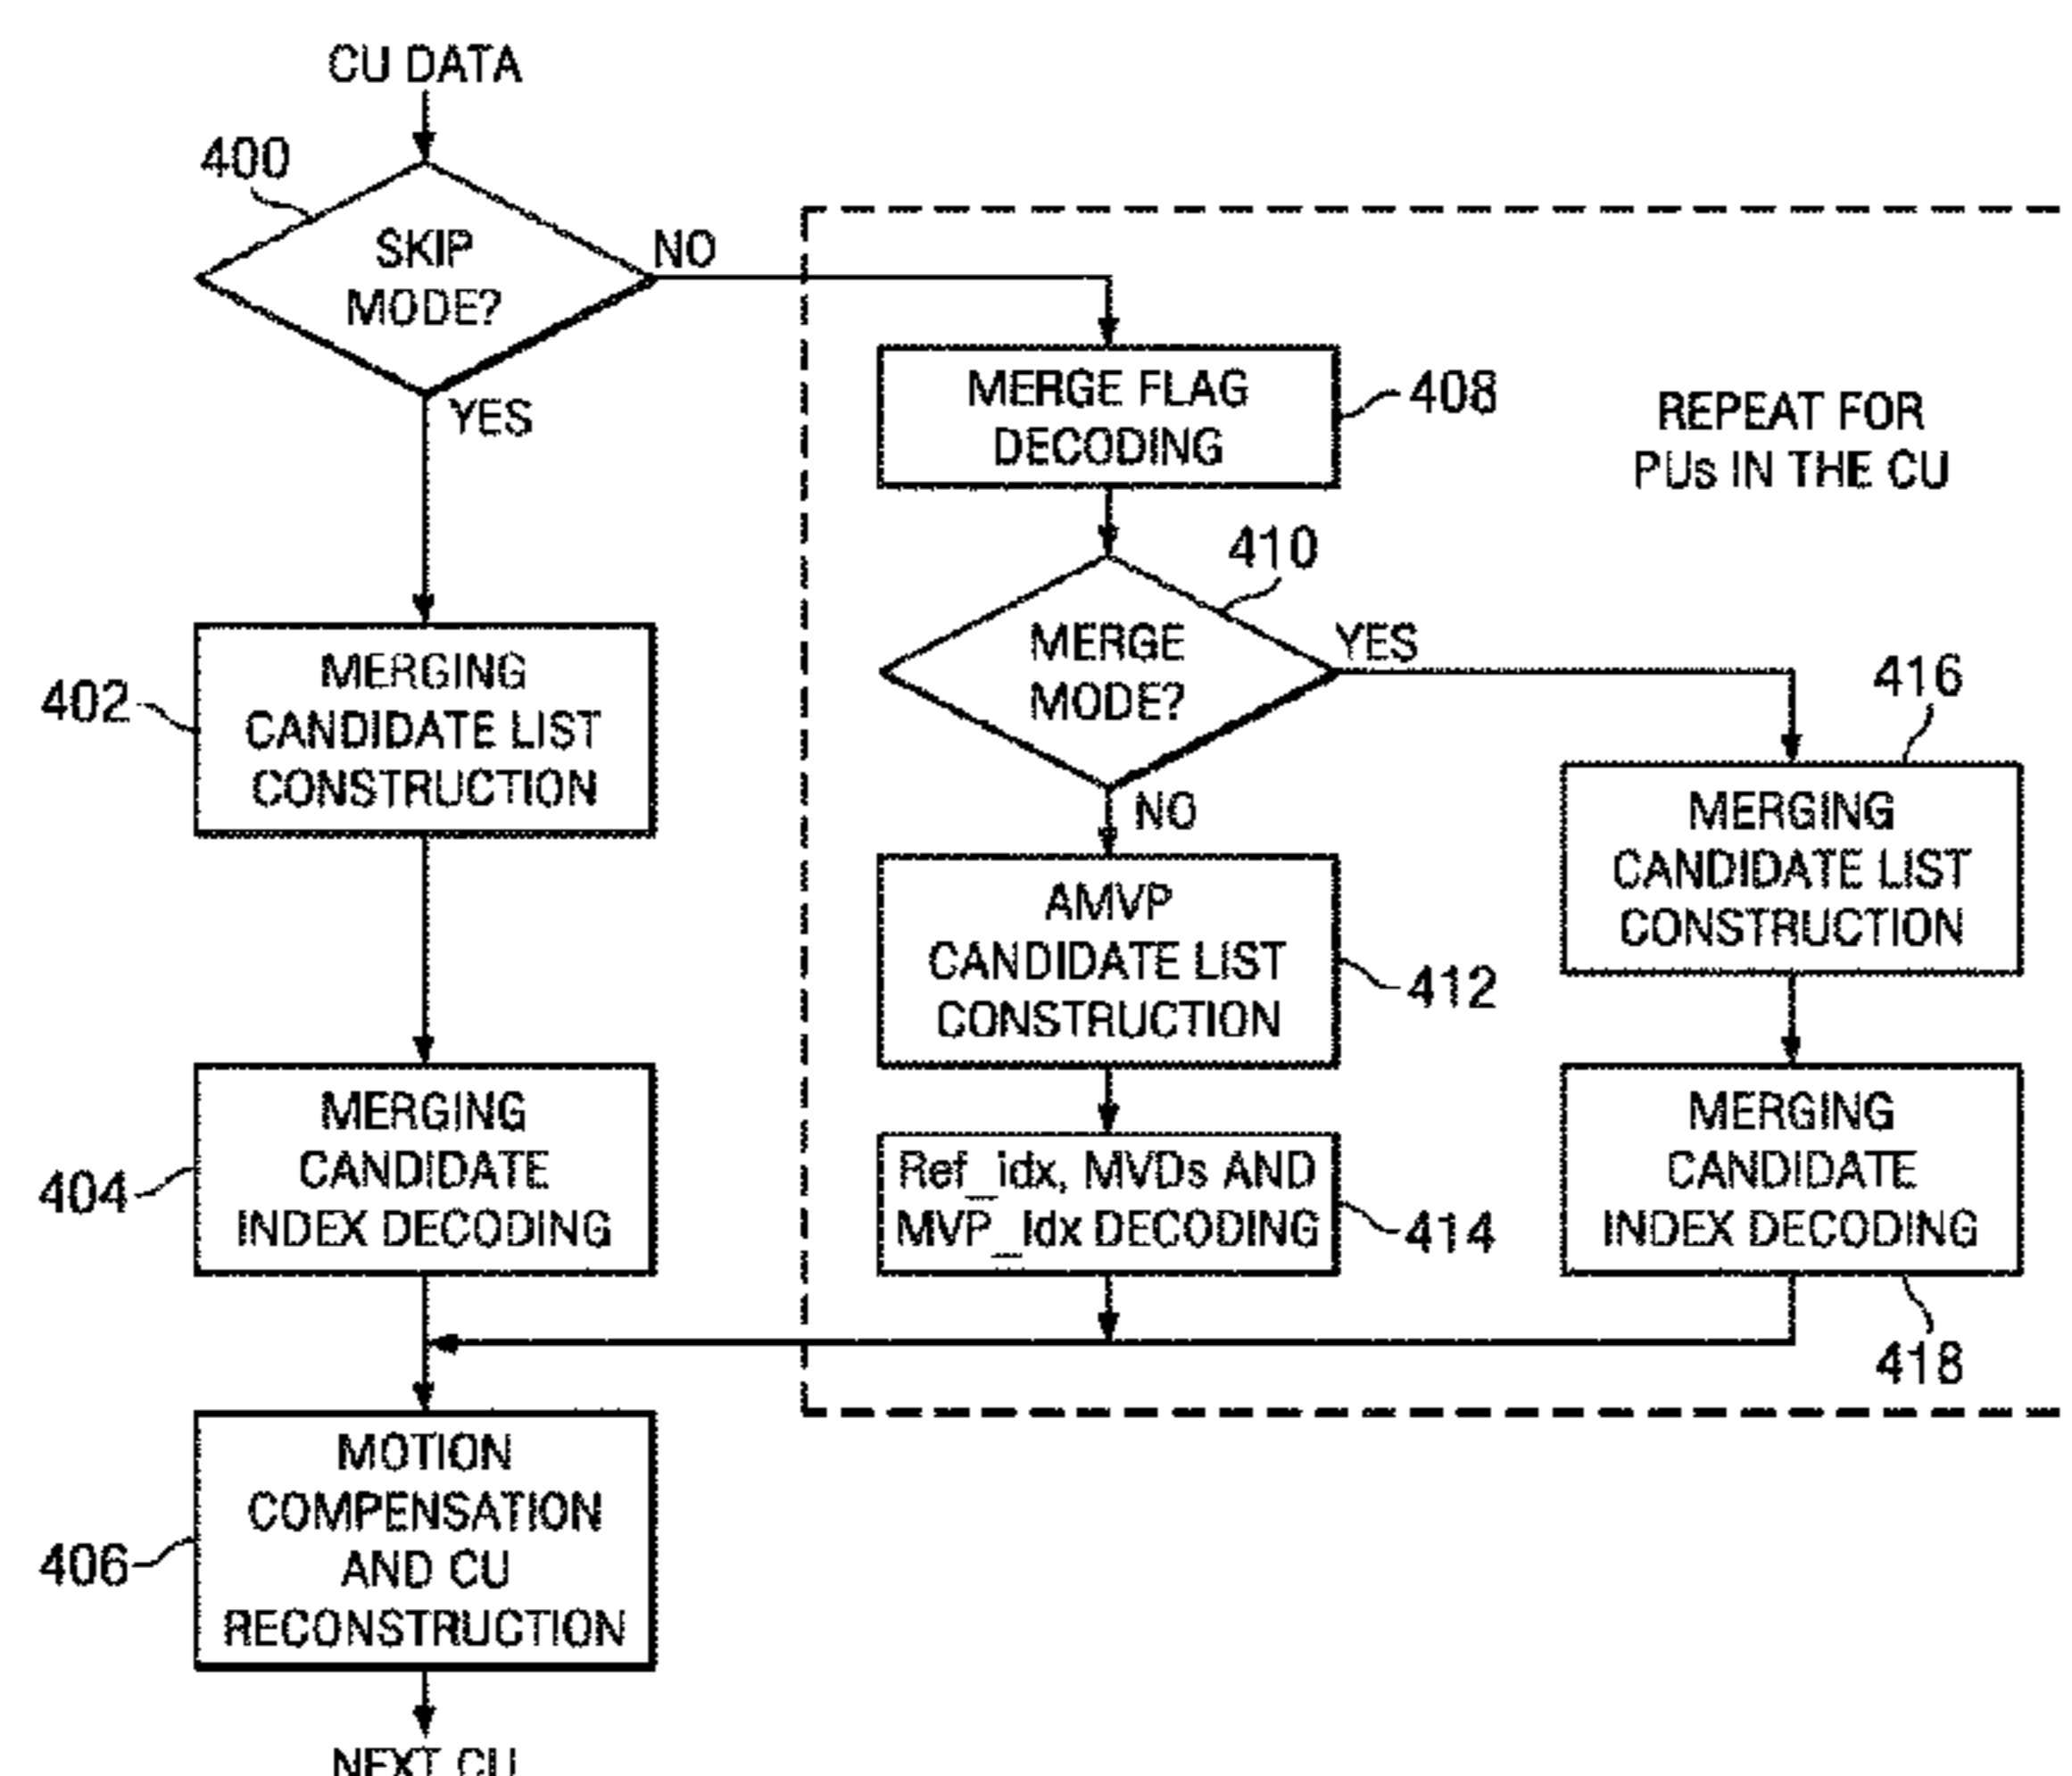 CU DATA
400
SKIP
MODE?
NO
YES
MERGE FLAG
DECODING
408
REPEAT FOR
PUs IN THE CU
410
MERGE
MODE?
YES
NO
402
MERGING
CANDIDATE LIST
CONSTRUCTION
416
MERGING
CANDIDATE LIST
CONSTRUCTION
AMVP
CANDIDATE LIST
CONSTRUCTION
412
404
MERGING
CANDIDATE
INDEX DECODING
Ref_idx, MVDs AND
MVP_idx DECODING
414
MERGING
CANDIDATE
INDEX DECODING
418
406
MOTION
COMPENSATION
AND CU
RECONSTRUCTION
NEXT CU